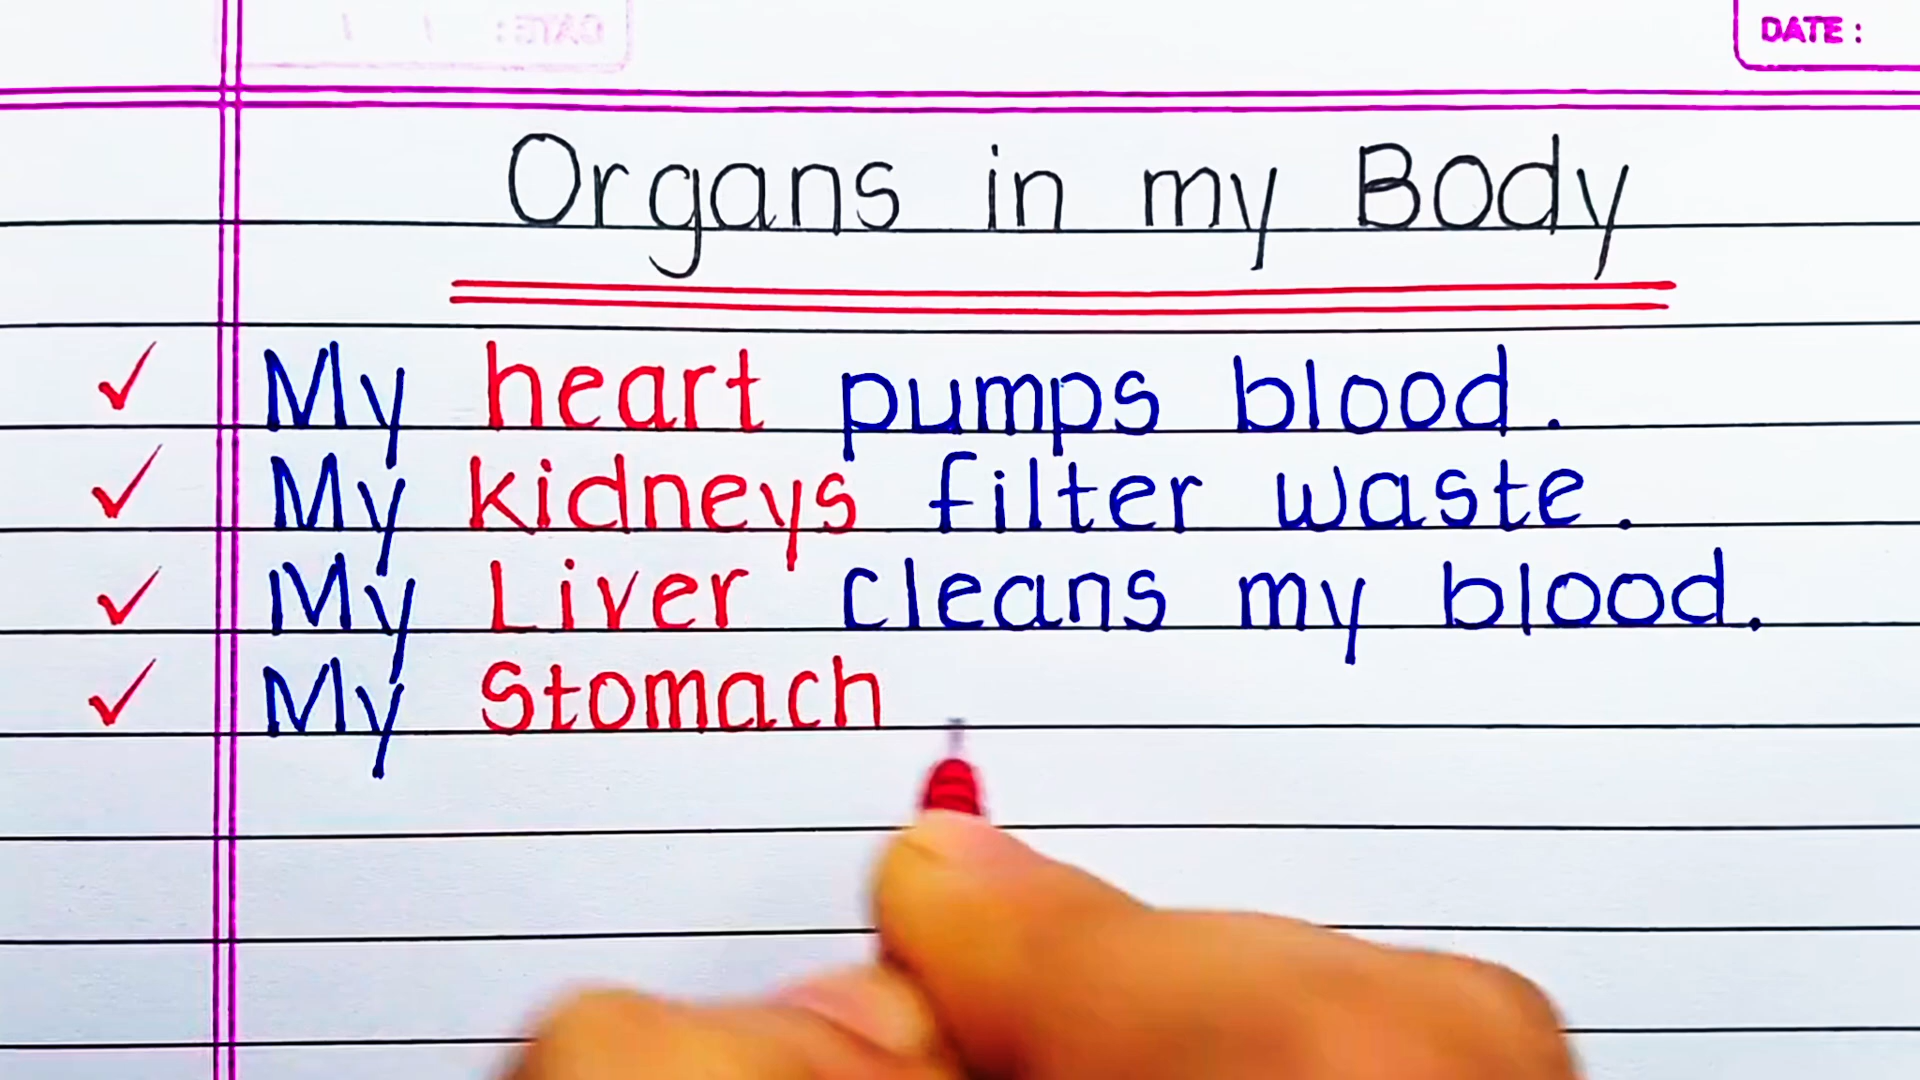 DATE :
Organs in my Body
My heart pumps blood.
My kidneys filter waste.
My Liver cleans my blood.
My Stomach